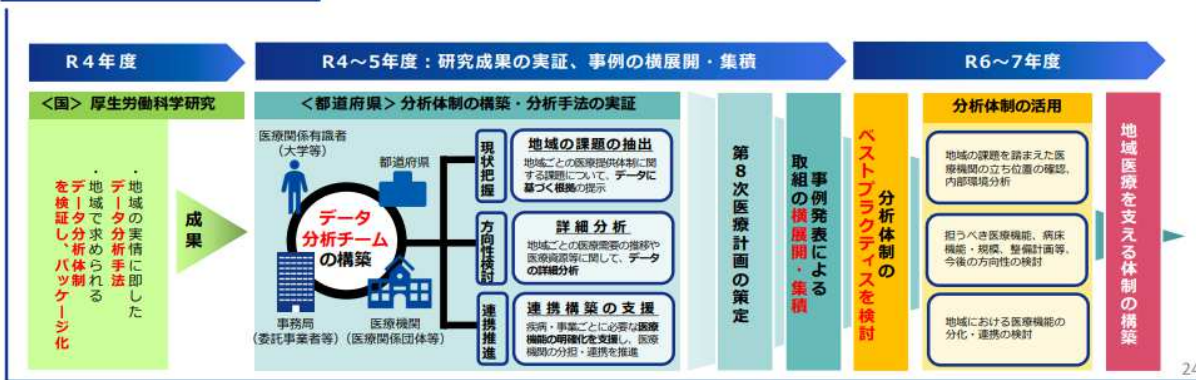 R4年度
R4～5年度：研究成果の実証、事例の横展開・集積
R6～7年度
＜国＞ 厚生労働科学研究
・地域の実情に即した
データ分析手法
・地域で求められる
データ分析体制
を検証し、パッケージ化
成果
＜都道府県＞ 分析体制の構築・分析手法の実証
医療関係有識者
（大学等）
都道府県
データ
分析チーム
の構築
事務局
（委託事業者等）
医療機関
（医療関係団体等）
現状把握
地域の課題の抽出
地域ごとの医療提供体制に関
する課題について、データに
基づく根拠の提示
方向性検討
詳細分析
地域ごとの医療需要の推移や
医療資源等に関して、データ
の詳細分析
連携推進
連携構築の支援
疾病・事業ごとに必要な医療
機能の明確化を支援し、医療
機関の分担・連携を推進
第8次医療計画の策定
事例発表による
取組の横展開・集積
分析体制の
ベストプラクティスを検討
分析体制の活用
地域の課題を踏まえた医
療機関の立ち位置の確認、
内部環境分析
担うべき医療機能、病床
機能・規模、整備計画等、
今後の方向性の検討
地域における医療機能の
分化・連携の検討
地域医療を支える体制の構築
24